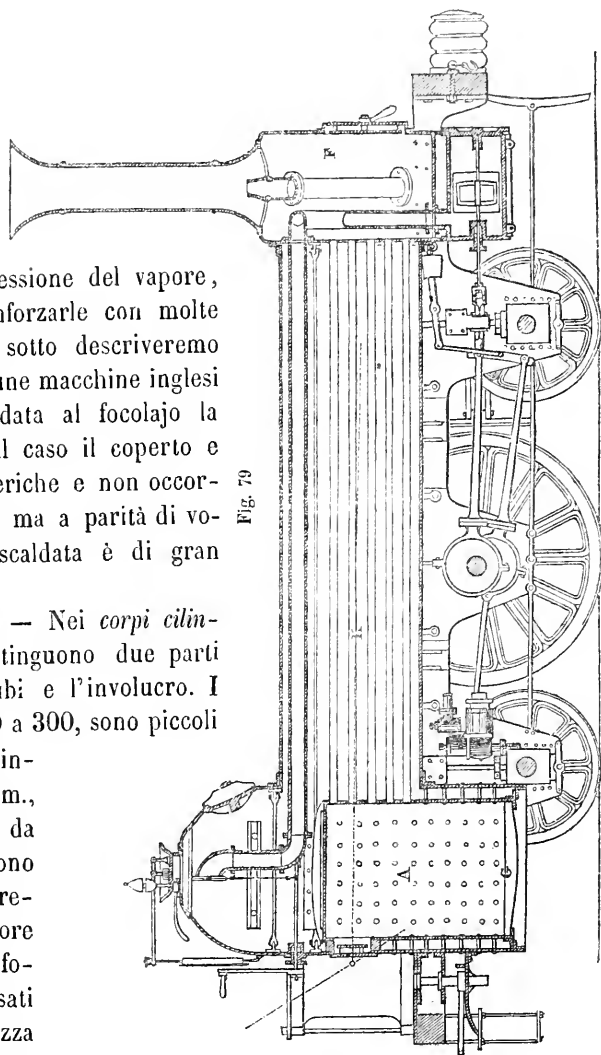 essione del vapore,
nforzarle con molte
sotto descriveremo
une macchine inglesi
data al focolajo la
l caso il coperto e
eriche e non occor-
ma a parità di vo-
scaldata è di gran
— Nei corpi cilin-
tinguono due parti
ubi e l'involucro. I
0 a 300, sono piccoli
in-
m.,
da
ono
re-
ore
fo-
sati
zza
Fig. 79
F
A